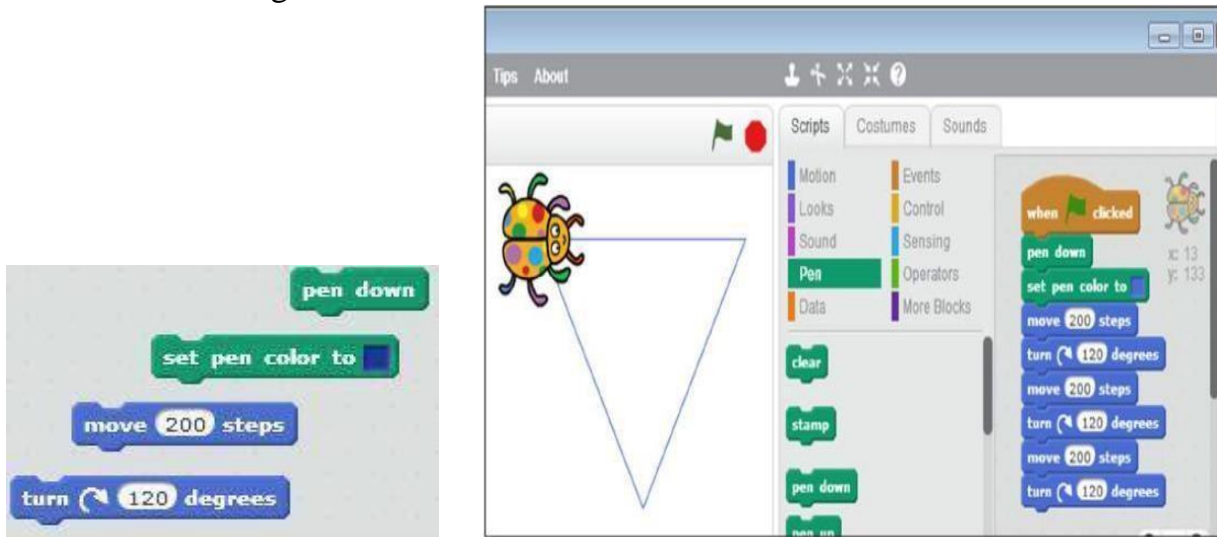 pen down
set pen color to
move 200 steps
turn 120 degrees
Tips About
Scripts Costumes Sounds
Motion Events
Looks Control
Sound Sensing
Pen Operators
Data More Blocks
clear
stamp
pen down
pen up
when clicked
pen down
set pen color to
move 200 steps
turn 120 degrees
move 200 steps
turn 120 degrees
move 200 steps
turn 120 degrees
x: 13
y: 133